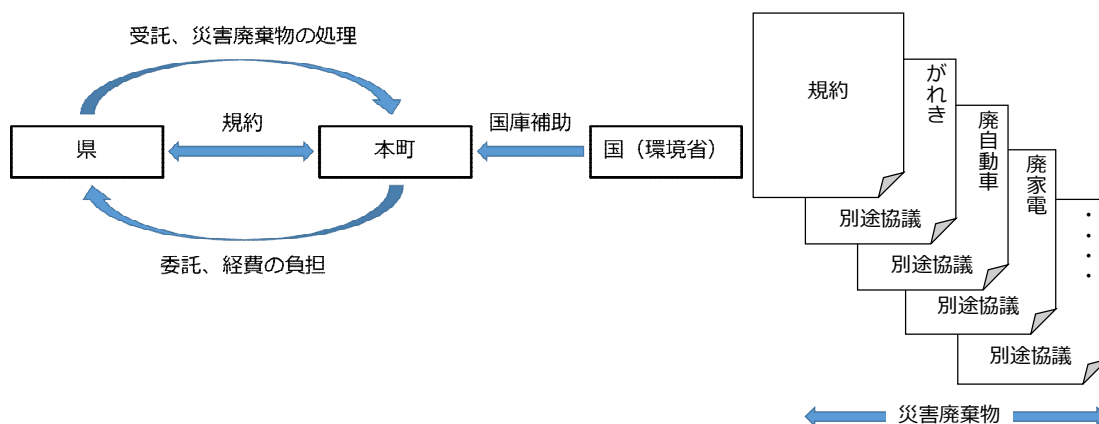 受託、災害廃棄物の処理
県
規約
本町
国庫補助
国（環境省）
委託、経費の負担
規約
がれき
別途協議
廃自動車
別途協議
廃家電
別途協議
・・・・
別途協議
災害廃棄物